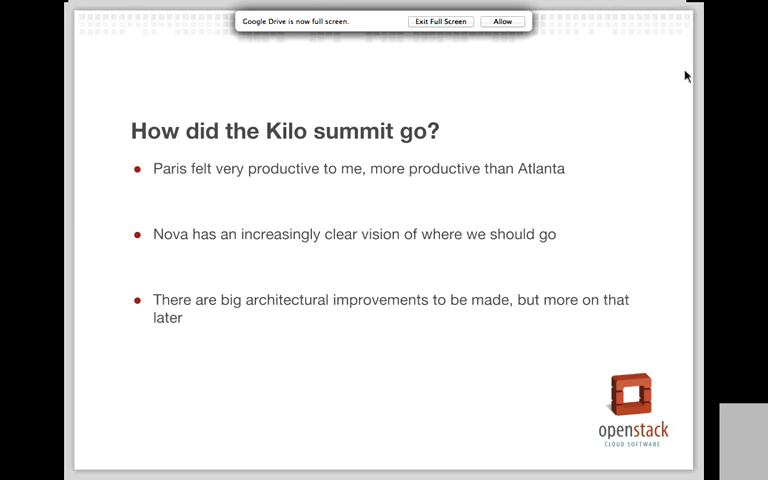 Google Drive is now full screen. Exit Full Screen Allow
How did the Kilo summit go?
Paris felt very productive to me, more productive than Atlanta
Nova has an increasingly clear vision of where we should go
There are big architectural improvements to be made, but more on that
later
openstack
CLOUD SOFTWARE